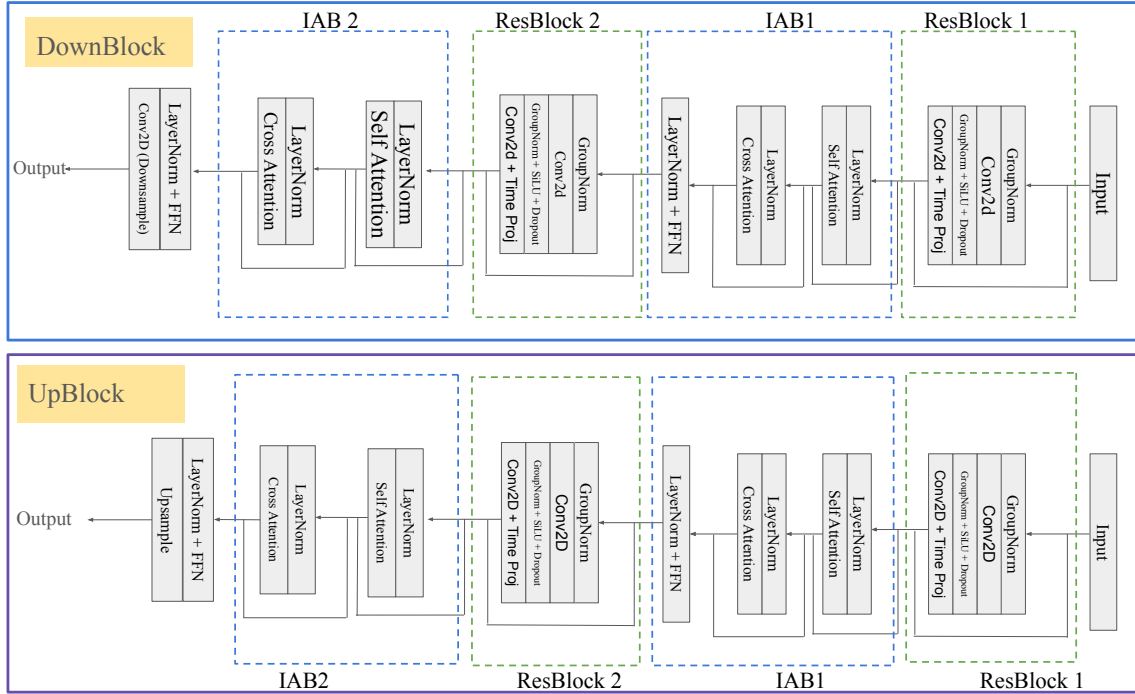 IAB 2
ResBlock 2
IAB1
ResBlock 1
DownBlock
Output
LayerNorm + FFN
Conv2D (Downsample)
LayerNorm
Cross Attention
LayerNorm
Self Attention
GroupNorm
Conv2d
GroupNorm + SiLU + Dropout
Conv2d + Time Proj
LayerNorm + FFN
LayerNorm
Cross Attention
LayerNorm
Self Attention
GroupNorm
Conv2d
GroupNorm + SiLU + Dropout
Conv2d + Time Proj
Input
UpBlock
Output
LayerNorm + FFN
Upsample
LayerNorm
Cross Attention
LayerNorm
Self Attention
GroupNorm
Conv2D
GroupNorm + SiLU + Dropout
Conv2D + Time Proj
LayerNorm + FFN
LayerNorm
Cross Attention
LayerNorm
Self Attention
GroupNorm
Conv2D
GroupNorm + SiLU + Dropout
Conv2D + Time Proj
Input
IAB2
ResBlock 2
IAB1
ResBlock 1